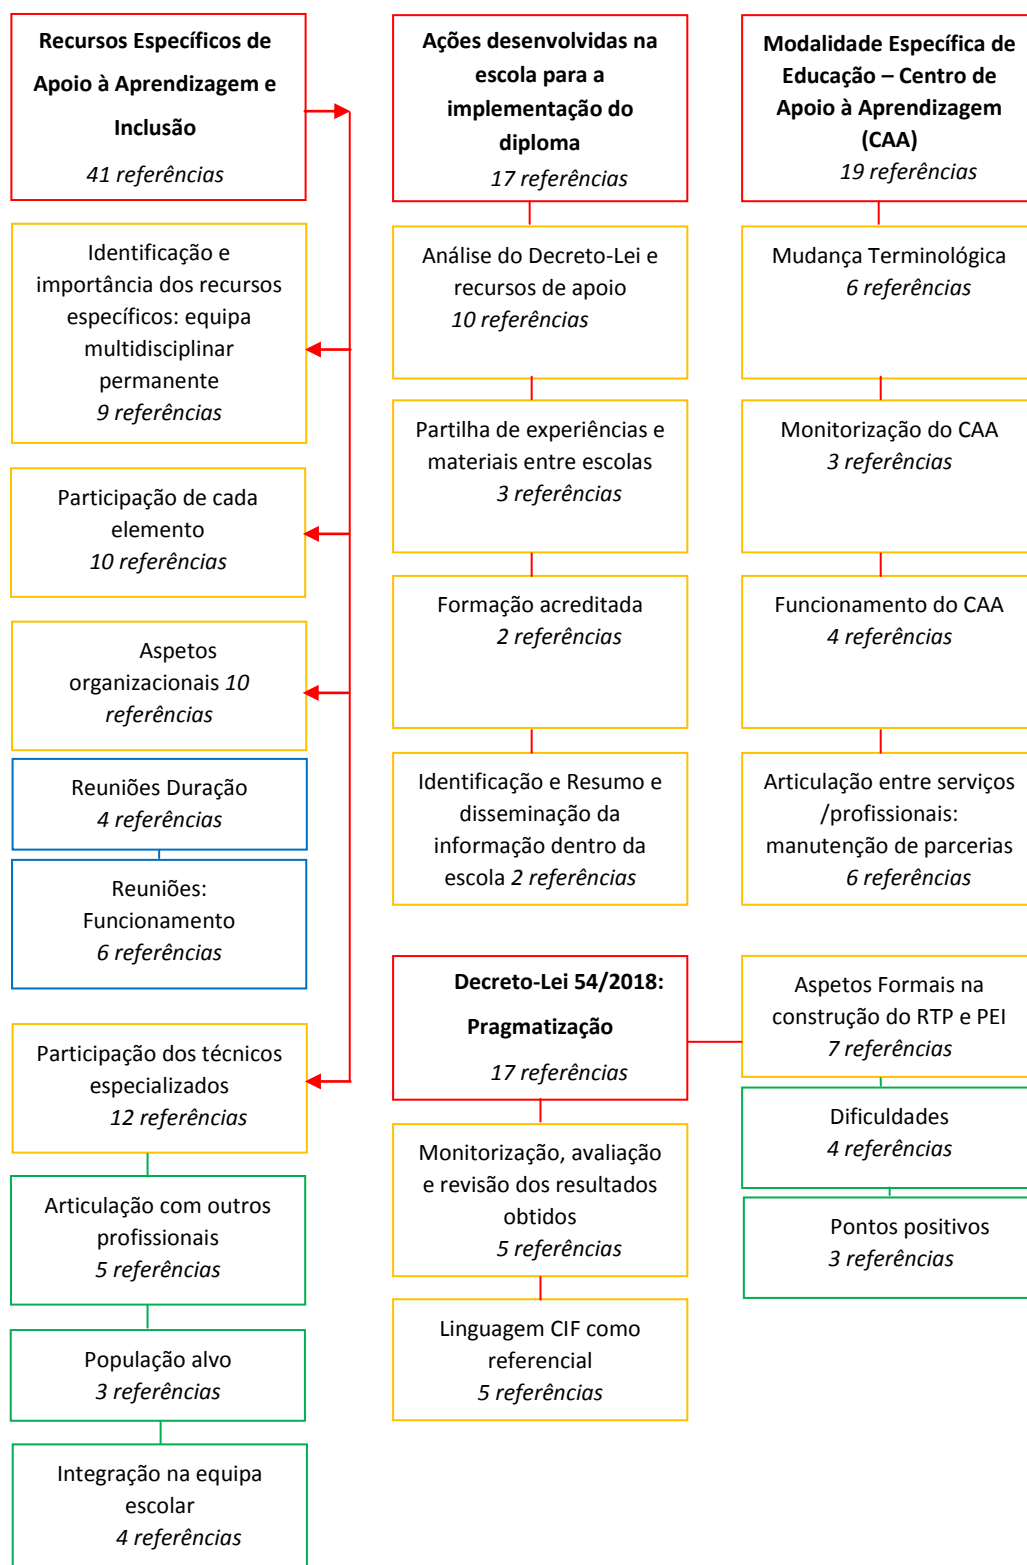 Recursos Específicos de
Apoio à Aprendizagem e
Inclusão
41 referências
Identificação e
importância dos recursos
específicos: equipa
multidisciplinar
permanente
9 referências
Participação de cada
elemento
10 referências
Aspetos
organizacionais 10
referências
Reuniões Duração
4 referências
Reuniões:
Funcionamento
6 referências
Participação dos técnicos
especializados
12 referências
Articulação com outros
profissionais
5 referências
População alvo
3 referências
Integração na equipa
escolar
4 referências
Ações desenvolvidas na
escola para a
implementação do
diploma
17 referências
Análise do Decreto-Lei e
recursos de apoio
10 referências
Partilha de experiências e
materiais entre escolas
3 referências
Formação acreditada
2 referências
Identificação e Resumo e
disseminação da
informação dentro da
escola 2 referências
Modalidade Específica de
Educação – Centro de
Apoio à Aprendizagem
(CAA)
19 referências
Mudança Terminológica
6 referências
Monitorização do CAA
3 referências
Funcionamento do CAA
4 referências
Articulação entre serviços
/profissionais:
manutenção de parcerias
6 referências
Decreto-Lei 54/2018:
Pragmatização
17 referências
Monitorização, avaliação
e revisão dos resultados
obtidos
5 referências
Linguagem CIF como
referencial
5 referências
Aspetos Formais na
construção do RTP e PEI
7 referências
Dificuldades
4 referências
Pontos positivos
3 referências